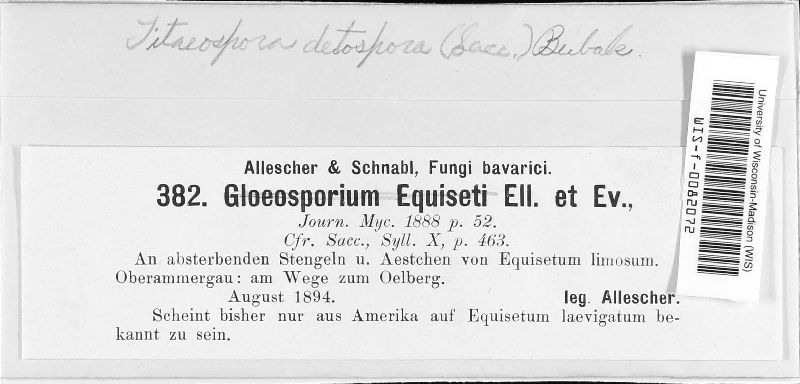 Titaeospora detospora (Sacc.) Bubak.
Allescher & Schnabl, Fungi bavarici.
382. Gloeosporium Equiseti Ell. et Ev.,
Journ. Myc. 1888 p. 52.
Cfr. Sacc., Syll. X, p. 463.
An absterbenden Stengeln u. Aestchen von Equisetum limosum.
Oberammergau: am Wege zum Oelberg.
August 1894. leg. Allescher.
Scheint bisher nur aus Amerika auf Equisetum laevigatum be-
kannt zu sein.
University of Wisconsin-Madison (WIS)
WIS-f-0082072